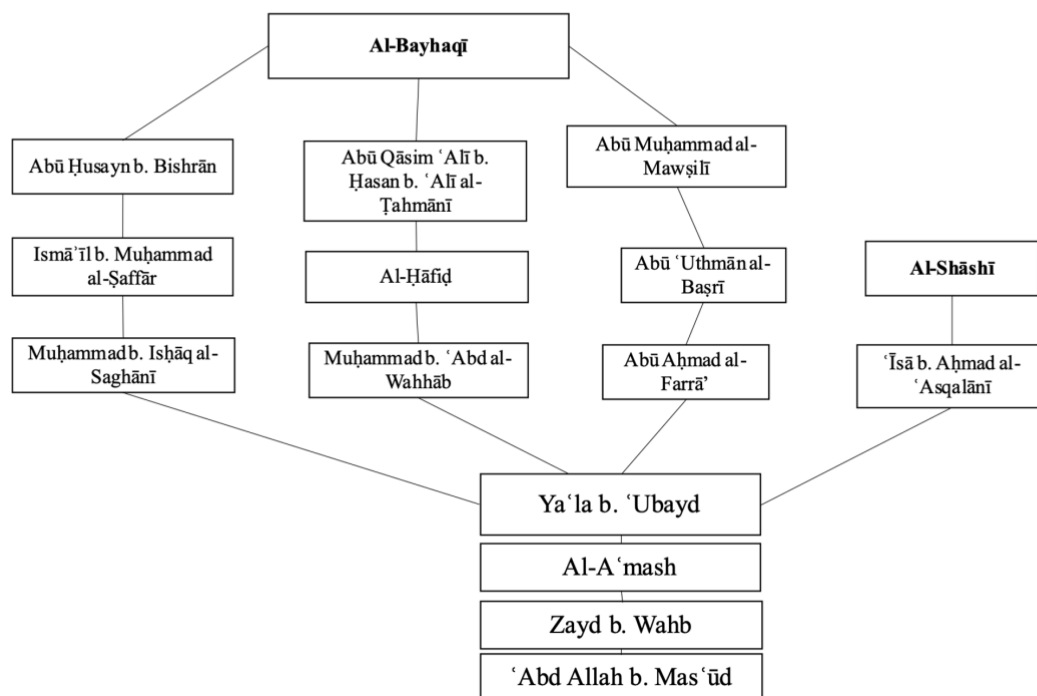 Al-Bayhaqī
Abū Ḥusayn b. Bishrān
Abū Qāsim ʿAlī b.
Ḥasan b. ʿAlī al-
Ṭahmānī
Abū Muḥammad al-
Mawṣilī
Ismāʾīl b. Muḥammad
al-Ṣaffār
Al-Ḥāfiḍ
Abū ʿUthmān al-
Baṣrī
Al-Shāshī
Muḥammad b. Isḥāq al-
Saghānī
Muḥammad b. ʿAbd al-
Wahhāb
Abū Aḥmad al-
Farrāʾ
ʿĪsā b. Aḥmad al-
ʿAsqalānī
Yaʿla b. ʿUbayd
Al-Aʿmash
Zayd b. Wahb
ʿAbd Allah b. Masʿūd